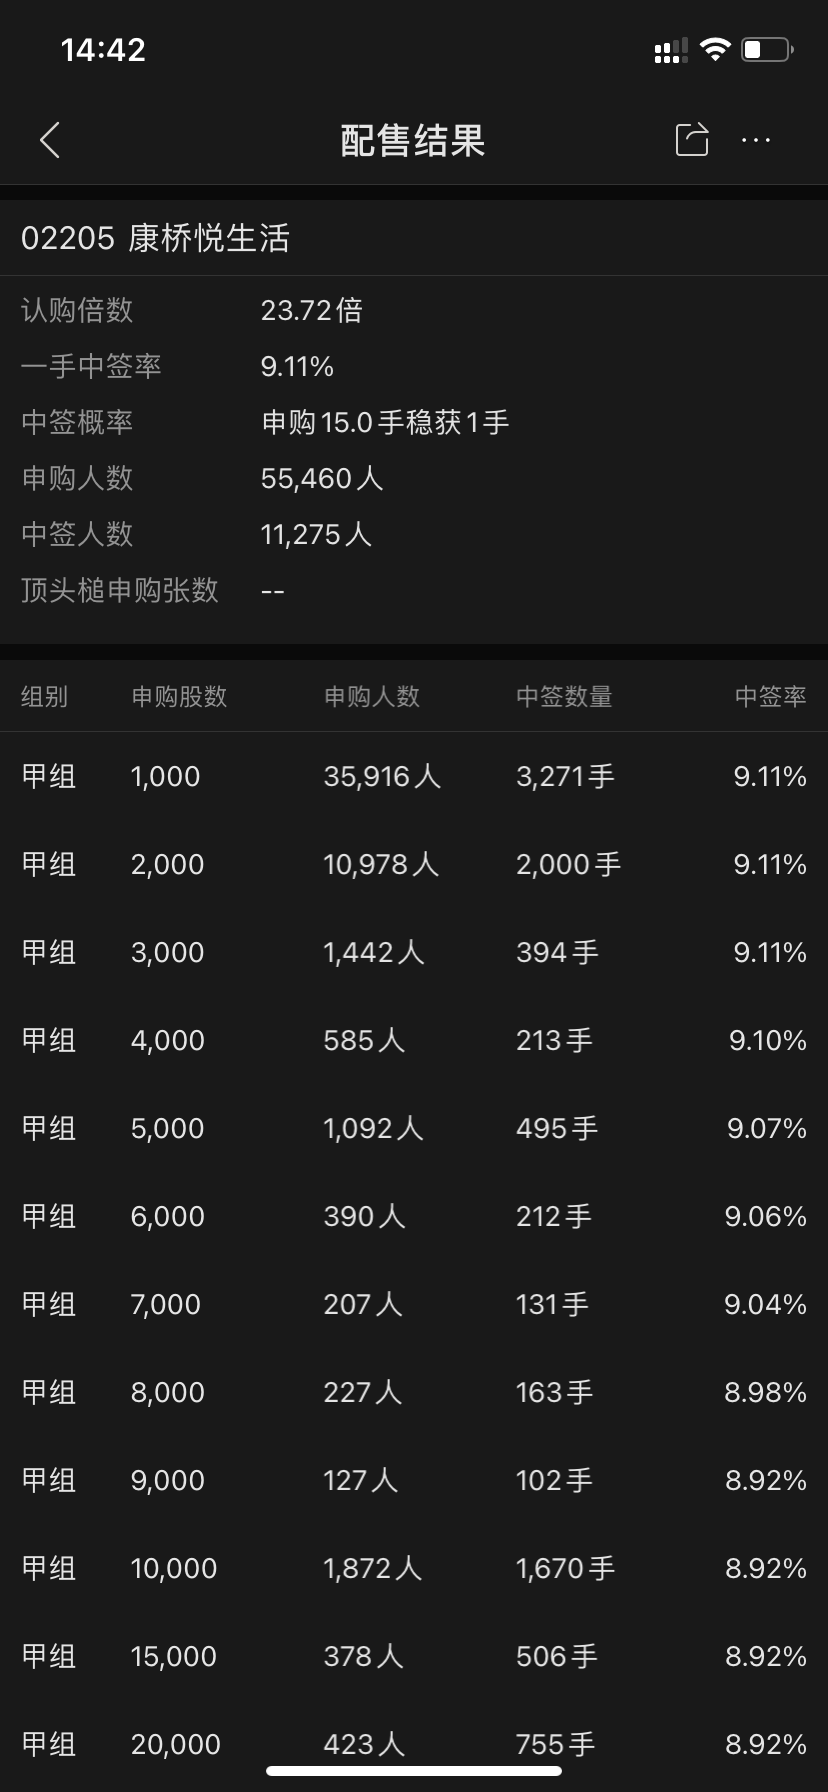 14:42
配售结果
02205 康桥悦生活
认购倍数 23.72倍
一手中签率 9.11%
中签概率 申购15.0手稳获1手
申购人数 55,460人
中签人数 11,275人
顶头槌申购张数 --
组别 申购股数 申购人数 中签数量 中签率
甲组 1,000 35,916人 3,271手 9.11%
甲组 2,000 10,978人 2,000手 9.11%
甲组 3,000 1,442人 394手 9.11%
甲组 4,000 585人 213手 9.10%
甲组 5,000 1,092人 495手 9.07%
甲组 6,000 390人 212手 9.06%
甲组 7,000 207人 131手 9.04%
甲组 8,000 227人 163手 8.98%
甲组 9,000 127人 102手 8.92%
甲组 10,000 1,872人 1,670手 8.92%
甲组 15,000 378人 506手 8.92%
甲组 20,000 423人 755手 8.92%